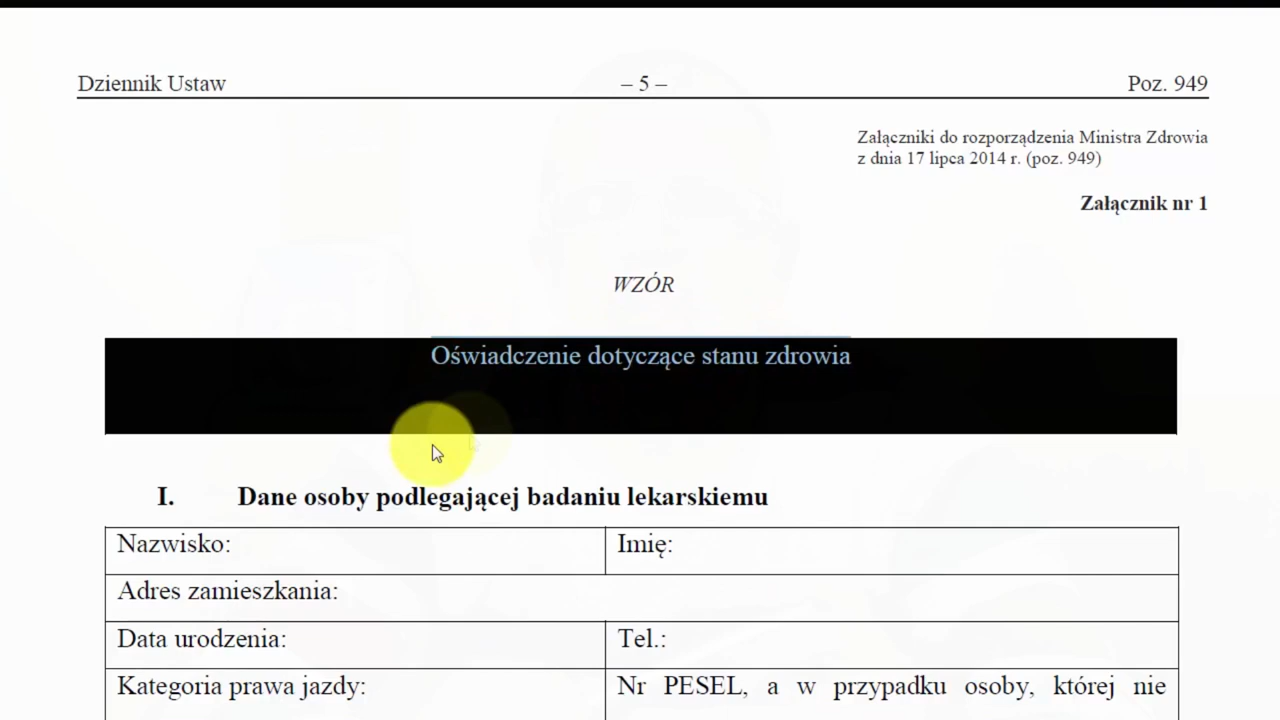 Dziennik Ustaw
– 5 –
Poz. 949
Załączniki do rozporządzenia Ministra Zdrowia
z dnia 17 lipca 2014 r. (poz. 949)
Załącznik nr 1
WZÓR
Oświadczenie dotyczące stanu zdrowia
I. Dane osoby podlegającej badaniu lekarskiemu
Nazwisko:
Imię:
Adres zamieszkania:
Data urodzenia:
Tel.:
Kategoria prawa jazdy:
Nr PESEL, a w przypadku osoby, której nie